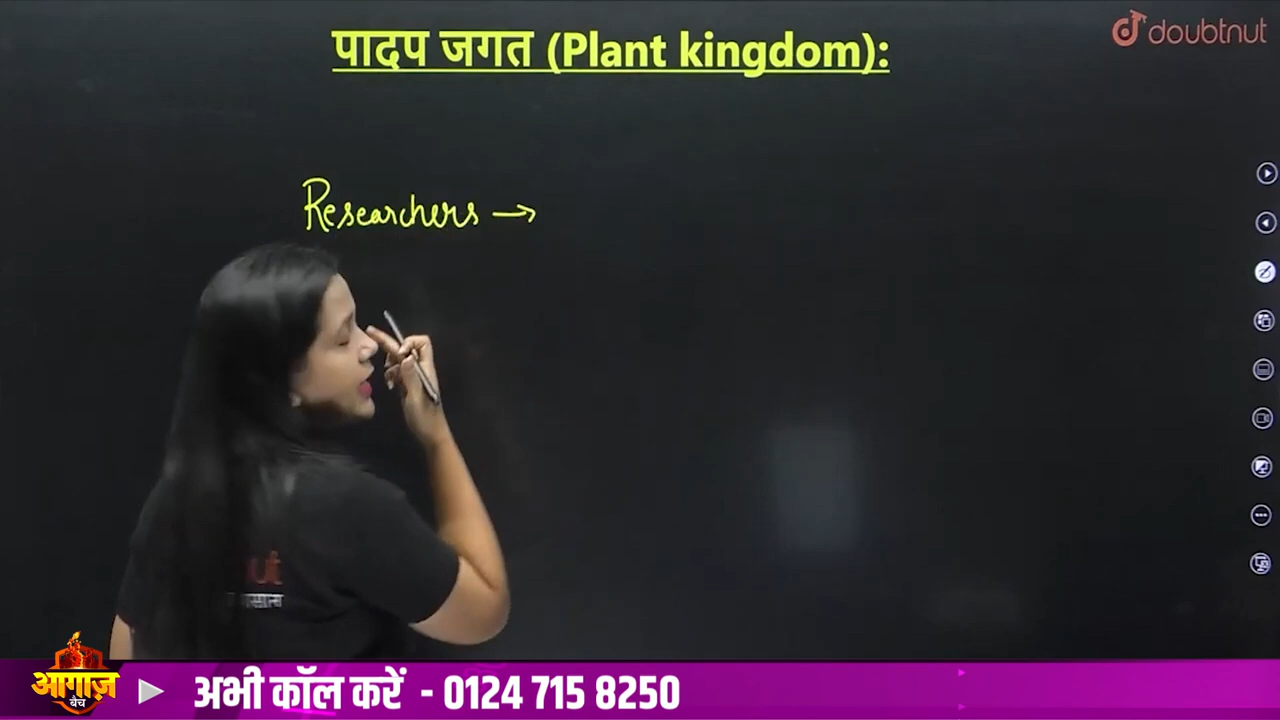 पादप जगत (Plant kingdom):
doubtnut
Researchers →
आगाज़
बैच
अभी कॉल करें - 0124 715 8250